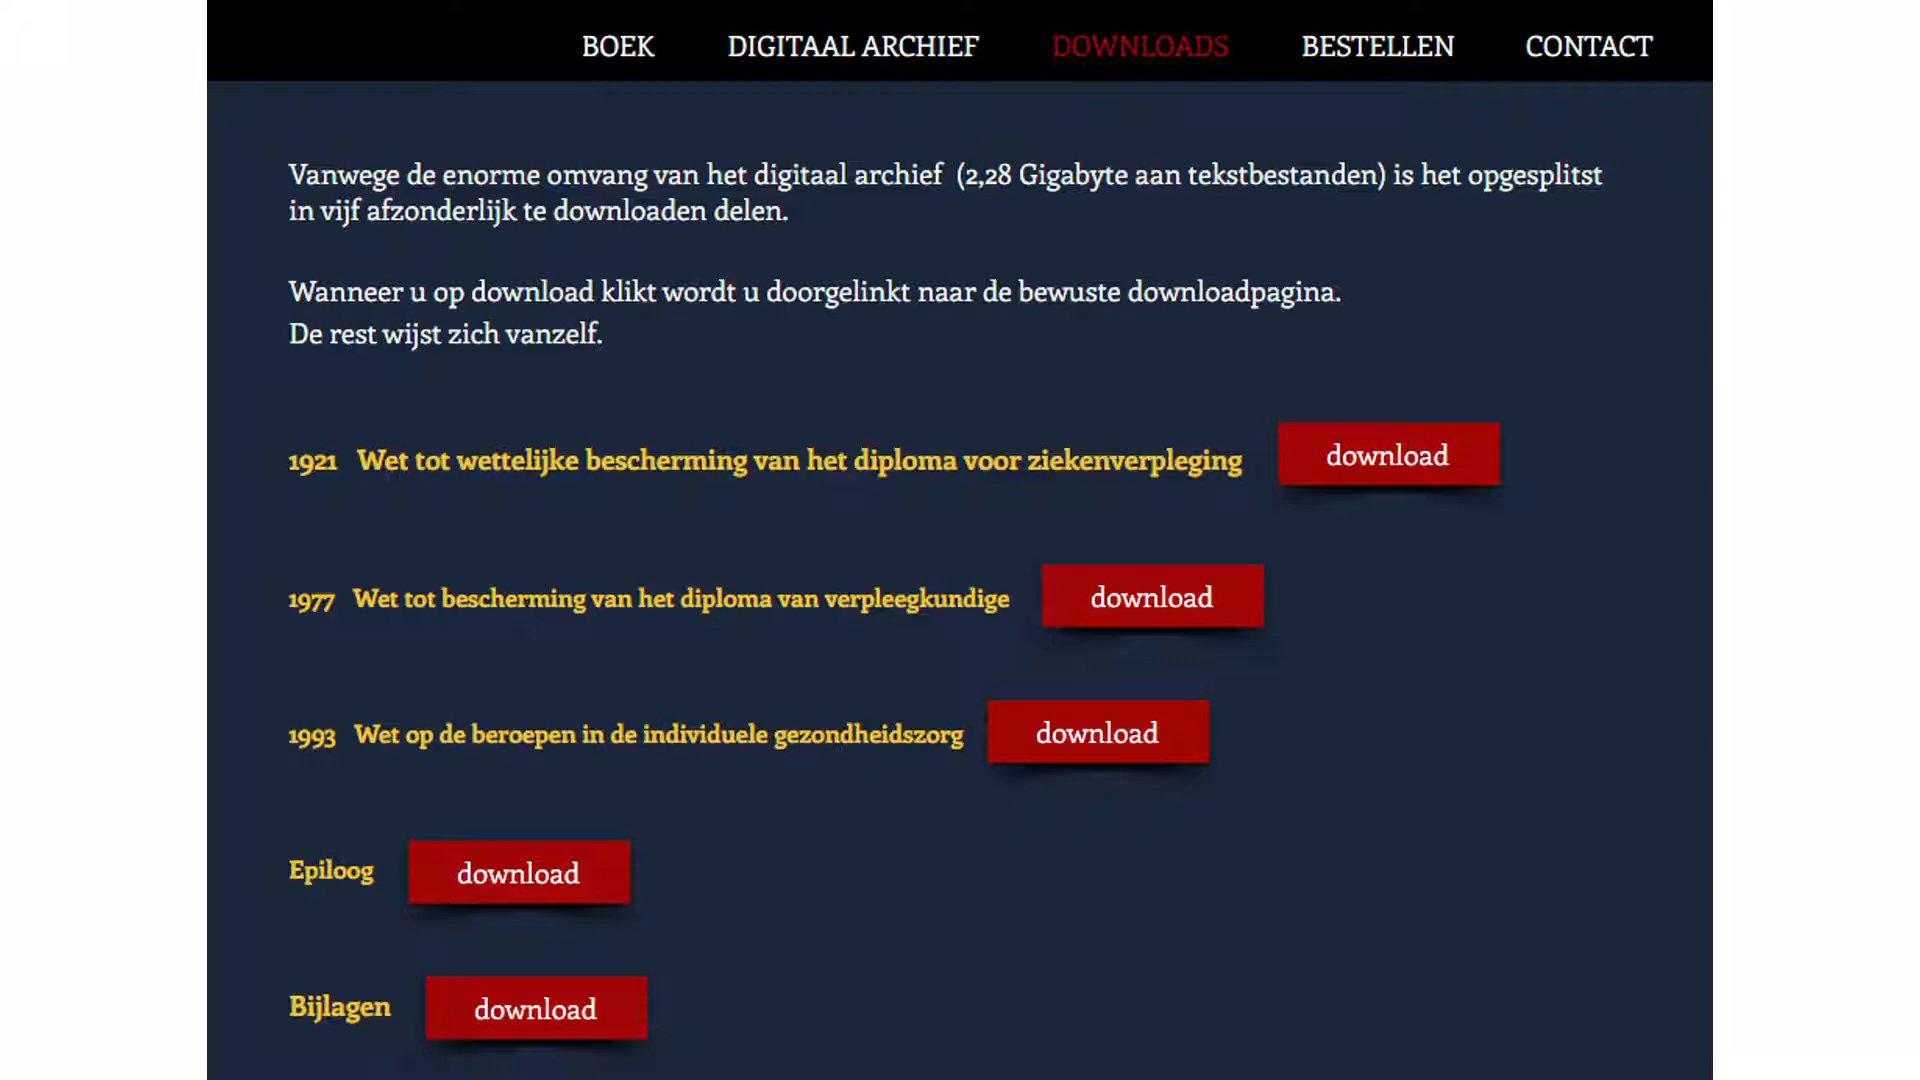 BOEK DIGITAAL ARCHIEF DOWNLOADS BESTELLEN CONTACT
Vanwege de enorme omvang van het digitaal archief (2,28 Gigabyte aan tekstbestanden) is het opgesplitst
in vijf afzonderlijk te downloaden delen.
Wanneer u op download klikt wordt u doorgelinkt naar de bewuste downloadpagina.
De rest wijst zich vanzelf.
1921 Wet tot wettelijke bescherming van het diploma voor ziekenverpleging download
1977 Wet tot bescherming van het diploma van verpleegkundige download
1993 Wet op de beroepen in de individuele gezondheidszorg download
Epiloog download
Bijlagen download